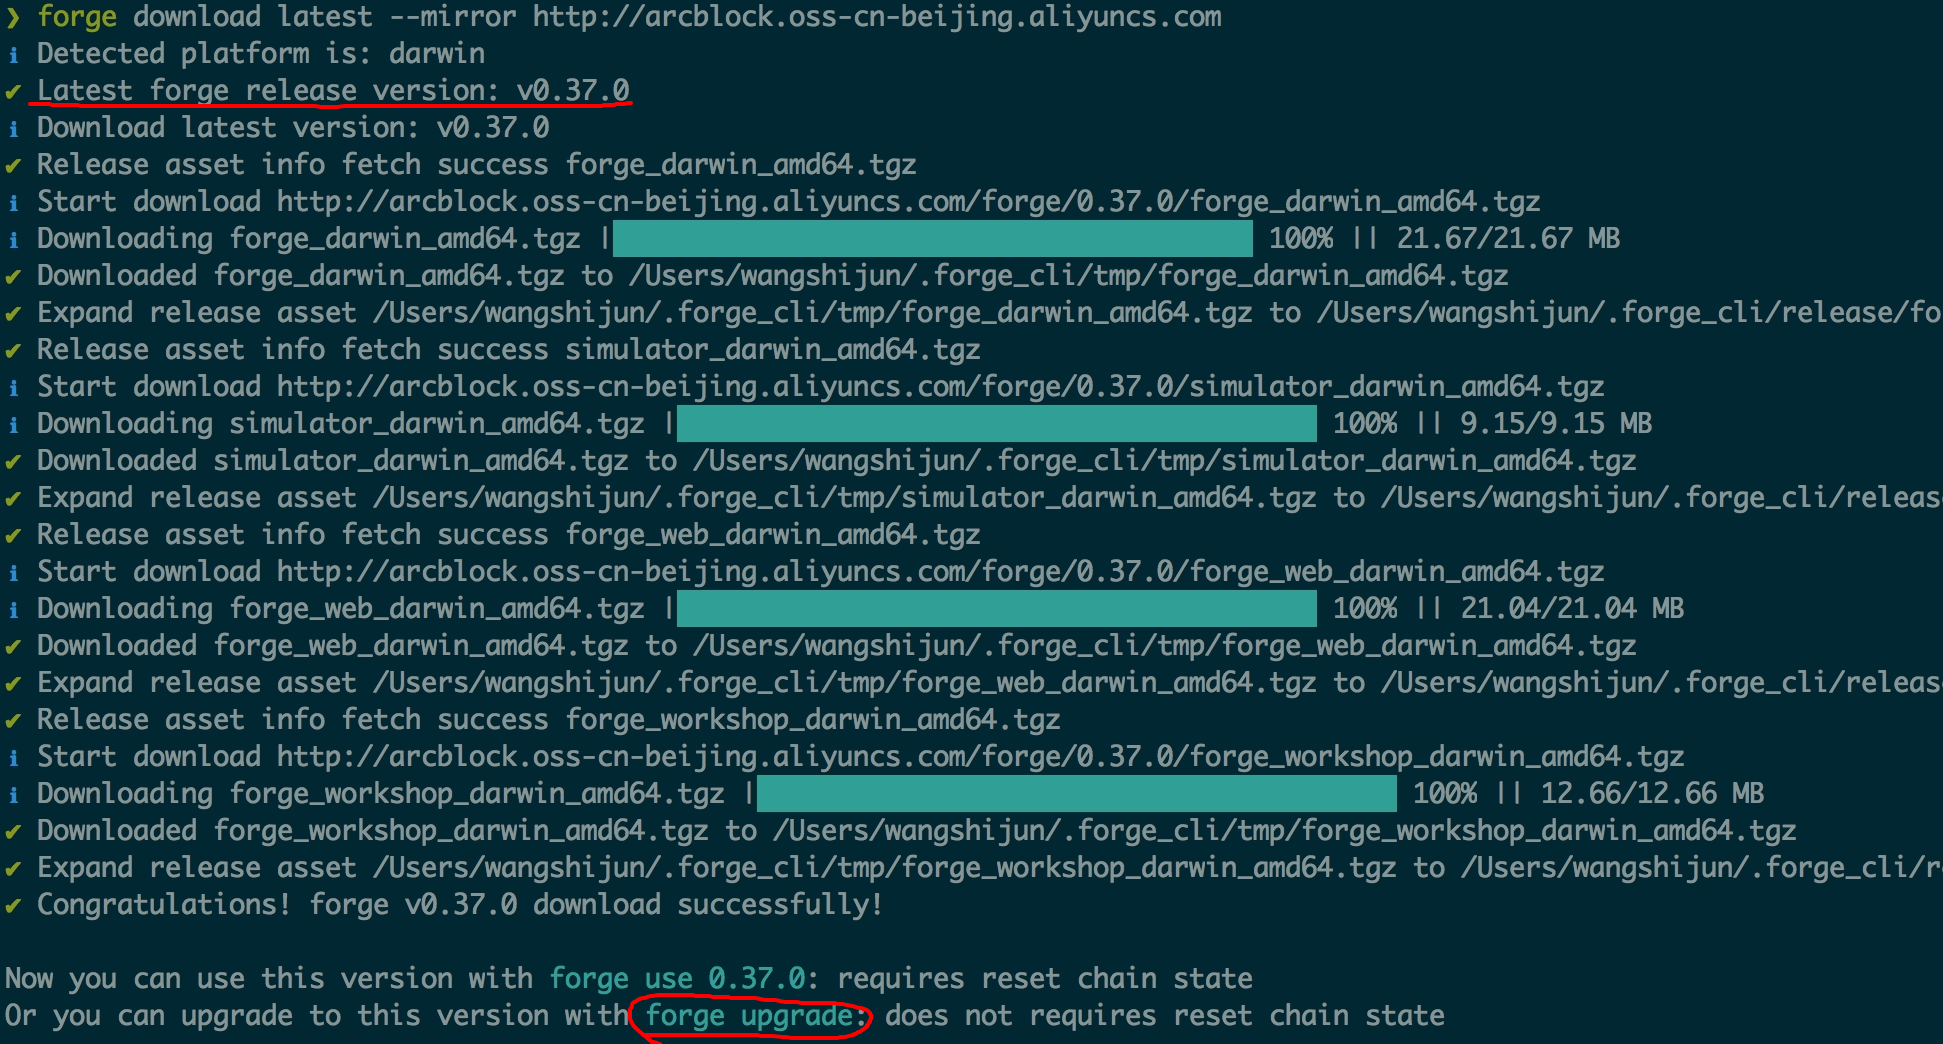 ❯ forge download latest --mirror http://arcblock.oss-cn-beijing.aliyuncs.com
ℹ Detected platform is: darwin
✔ Latest forge release version: v0.37.0
ℹ Download latest version: v0.37.0
✔ Release asset info fetch success forge_darwin_amd64.tgz
ℹ Start download http://arcblock.oss-cn-beijing.aliyuncs.com/forge/0.37.0/forge_darwin_amd64.tgz
ℹ Downloading forge_darwin_amd64.tgz | 100% || 21.67/21.67 MB
✔ Downloaded forge_darwin_amd64.tgz to /Users/wangshijun/.forge_cli/tmp/forge_darwin_amd64.tgz
✔ Expand release asset /Users/wangshijun/.forge_cli/tmp/forge_darwin_amd64.tgz to /Users/wangshijun/.forge_cli/release/fo
✔ Release asset info fetch success simulator_darwin_amd64.tgz
ℹ Start download http://arcblock.oss-cn-beijing.aliyuncs.com/forge/0.37.0/simulator_darwin_amd64.tgz
ℹ Downloading simulator_darwin_amd64.tgz | 100% || 9.15/9.15 MB
✔ Downloaded simulator_darwin_amd64.tgz to /Users/wangshijun/.forge_cli/tmp/simulator_darwin_amd64.tgz
✔ Expand release asset /Users/wangshijun/.forge_cli/tmp/simulator_darwin_amd64.tgz to /Users/wangshijun/.forge_cli/releas
✔ Release asset info fetch success forge_web_darwin_amd64.tgz
ℹ Start download http://arcblock.oss-cn-beijing.aliyuncs.com/forge/0.37.0/forge_web_darwin_amd64.tgz
ℹ Downloading forge_web_darwin_amd64.tgz | 100% || 21.04/21.04 MB
✔ Downloaded forge_web_darwin_amd64.tgz to /Users/wangshijun/.forge_cli/tmp/forge_web_darwin_amd64.tgz
✔ Expand release asset /Users/wangshijun/.forge_cli/tmp/forge_web_darwin_amd64.tgz to /Users/wangshijun/.forge_cli/releas
✔ Release asset info fetch success forge_workshop_darwin_amd64.tgz
ℹ Start download http://arcblock.oss-cn-beijing.aliyuncs.com/forge/0.37.0/forge_workshop_darwin_amd64.tgz
ℹ Downloading forge_workshop_darwin_amd64.tgz | 100% || 12.66/12.66 MB
✔ Downloaded forge_workshop_darwin_amd64.tgz to /Users/wangshijun/.forge_cli/tmp/forge_workshop_darwin_amd64.tgz
✔ Expand release asset /Users/wangshijun/.forge_cli/tmp/forge_workshop_darwin_amd64.tgz to /Users/wangshijun/.forge_cli/r
✔ Congratulations! forge v0.37.0 download successfully!
Now you can use this version with forge use 0.37.0: requires reset chain state
Or you can upgrade to this version with forge upgrade: does not requires reset chain state